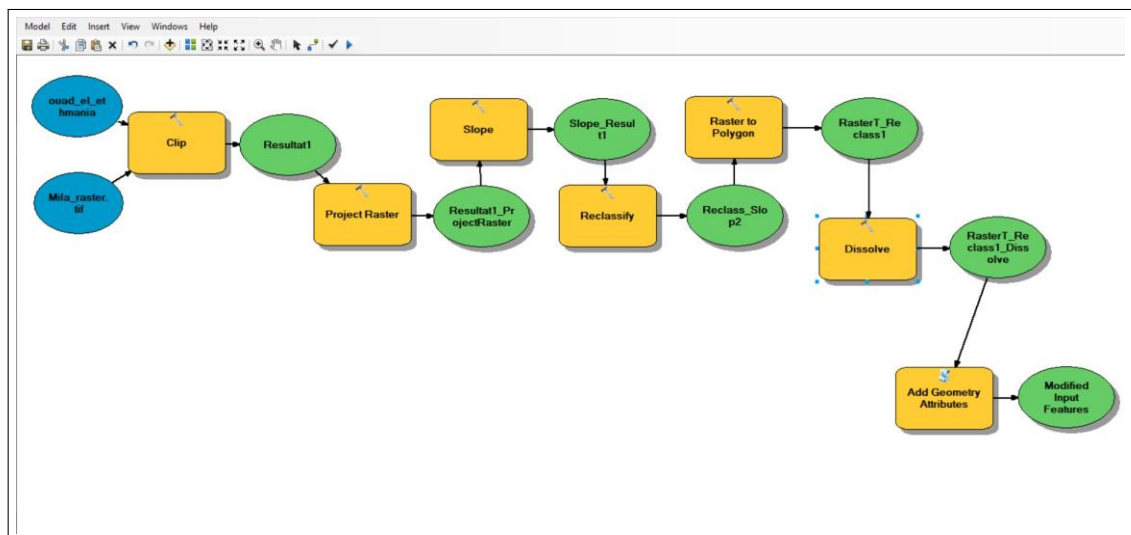 Model Edit Insert View Windows Help
ouad_el_et
hmania
Mila_raster.
tif
Clip
Resultat1
Project Raster
Slope
Resultat1_Pr
ojectRaster
Slope_Resul
t1
Reclassify
Raster to
Polygon
Reclass_Slo
p2
RasterT_Re
class1
Dissolve
RasterT_Re
class1_Diss
olve
Add Geometry
Attributes
Modified
Input
Features